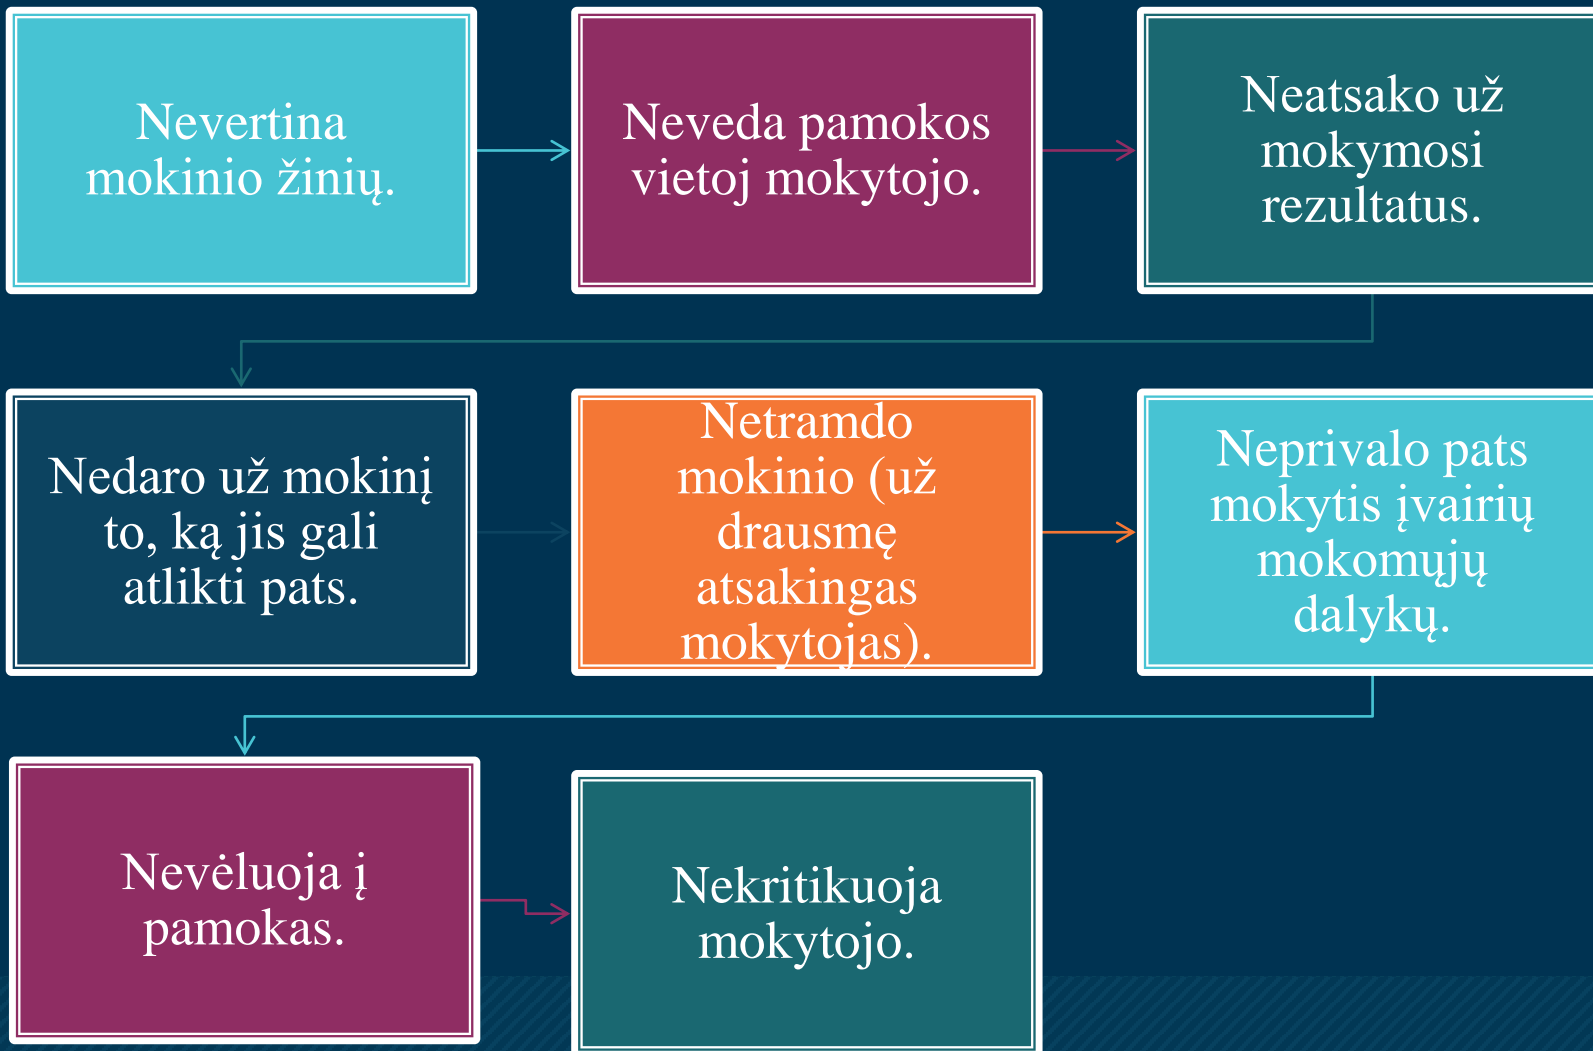 Nevertina
mokinio žinių.
Neveda pamokos
vietoj mokytojo.
Neatsako už
mokymosi
rezultatus.
Nedaro už mokinį
to, ką jis gali
atlikti pats.
Netramdo
mokinio (už
drausmę
atsakingas
mokytojas).
Neprivalo pats
mokytis įvairių
mokomųjų
dalykų.
Nevėluoja į
pamokas.
Nekritikuoja
mokytojo.